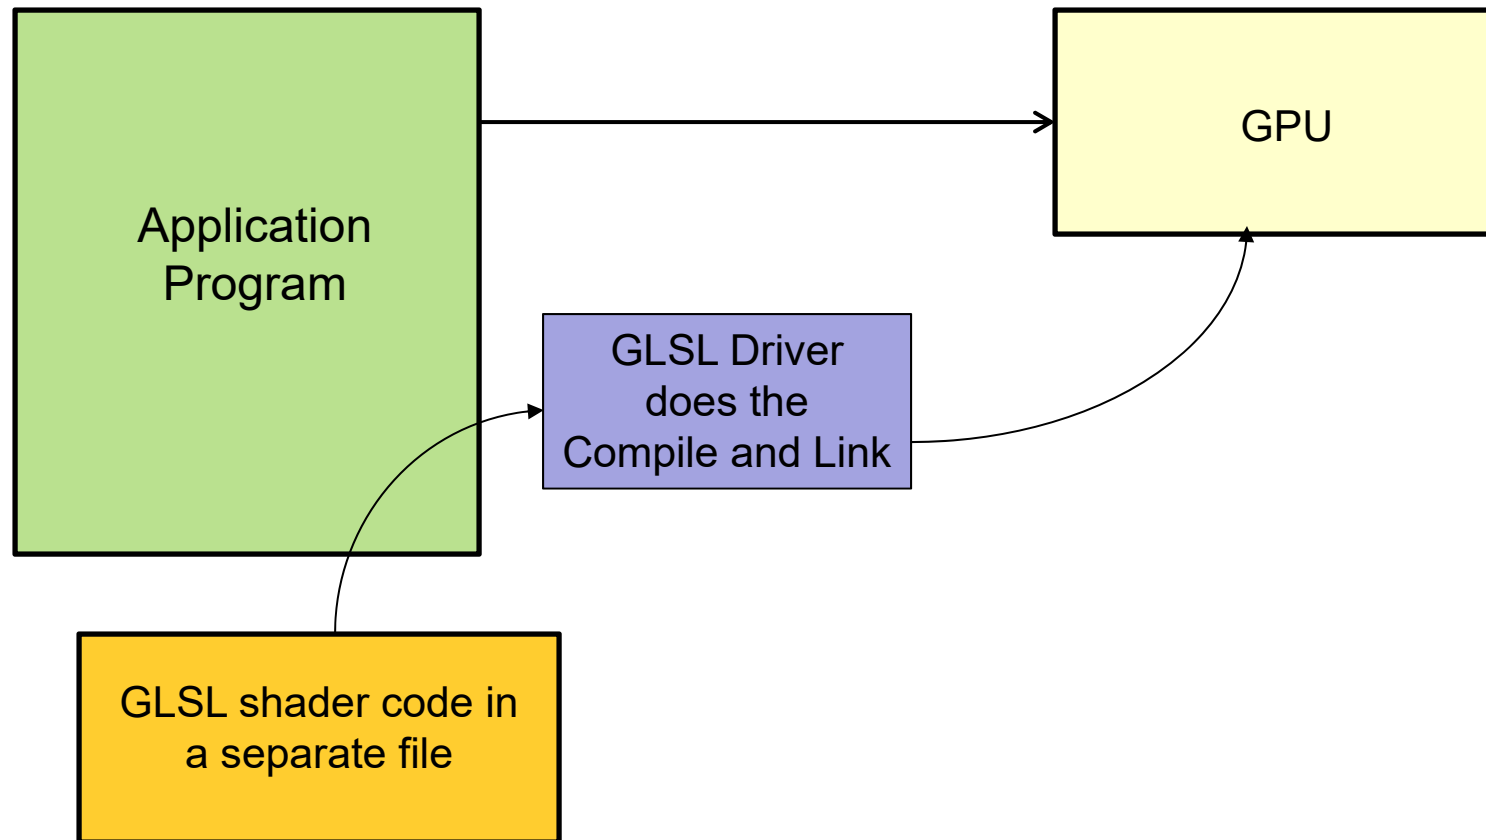 Application
Program
GPU
GLSL Driver
does the
Compile and Link
GLSL shader code in
a separate file